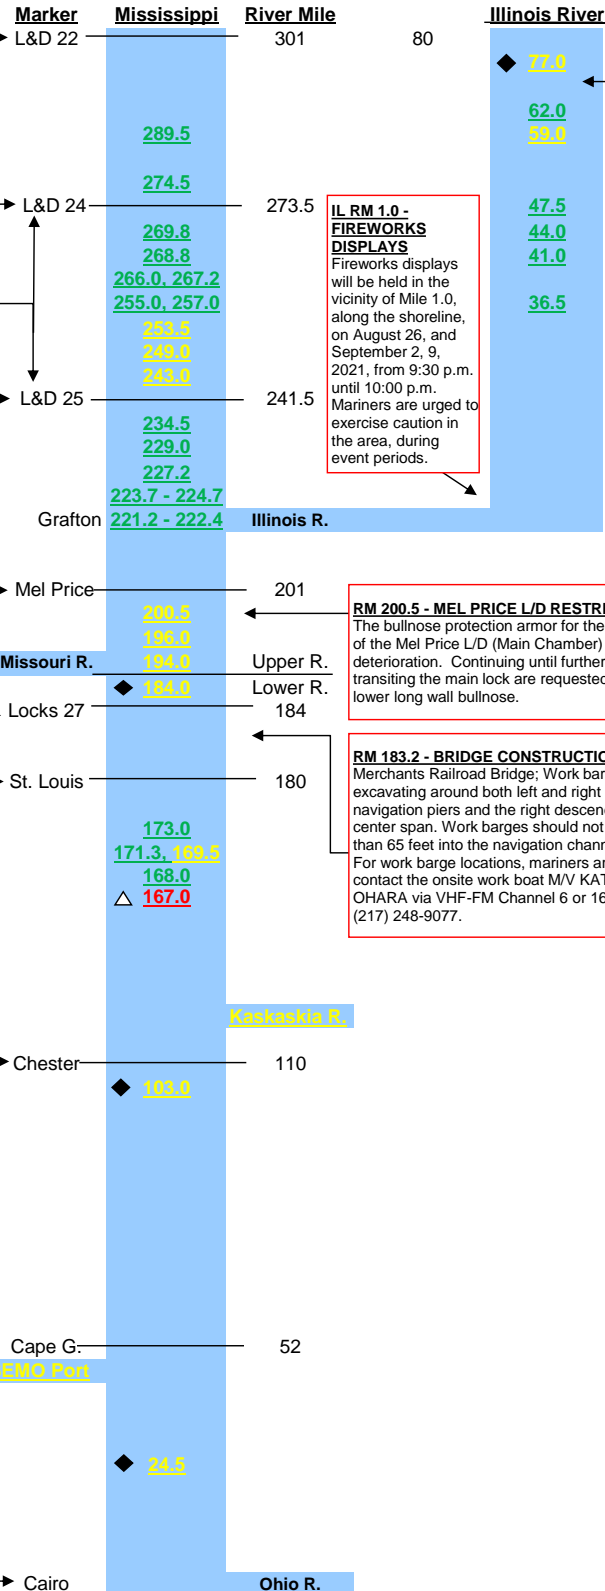 Marker Mississippi River Mile Illinois River
L&D 22 301 80
77.0
62.0
289.5 59.0
274.5
L&D 24 273.5 47.5
269.8 44.0
268.8 41.0
266.0, 267.2
255.0, 257.0 36.5
253.5
249.0
243.0
L&D 25 241.5
IL RM 1.0 -
FIREWORKS
DISPLAYS
Fireworks displays
will be held in the
vicinity of Mile 1.0,
along the shoreline,
on August 26, and
September 2, 9,
2021, from 9:30 p.m.
until 10:00 p.m.
Mariners are urged to
exercise caution in
the area, during
event periods.
234.5
229.0
227.2
223.7 - 224.7
Grafton 221.2 - 222.4 Illinois R.
Mel Price 201
200.5
196.0
Missouri R. 194.0 Upper R.
184.0 Lower R.
Locks 27 184
RM 200.5 - MEL PRICE L/D
The bullnose protection armor for the
of the Mel Price L/D (Main Chamber)
deterioration. Continuing until further
transiting the main lock are requested
lower long wall bullnose.
St. Louis 180
RM 183.2 - BRIDGE
Merchants Railroad Bridge; Work
excavating around both left and right
navigation piers and the right
center span. Work barges should not
than 65 feet into the navigation
For work barge locations, mariners
contact the onsite work boat M/V
OHARA via VHF-FM Channel 6 or 16
(217) 248-9077.
173.0
171.3, 169.5
168.0
167.0
Kaskaskia R.
Chester 110
103.0
Cape G. 52
EMO Port
24.5
Cairo Ohio R.